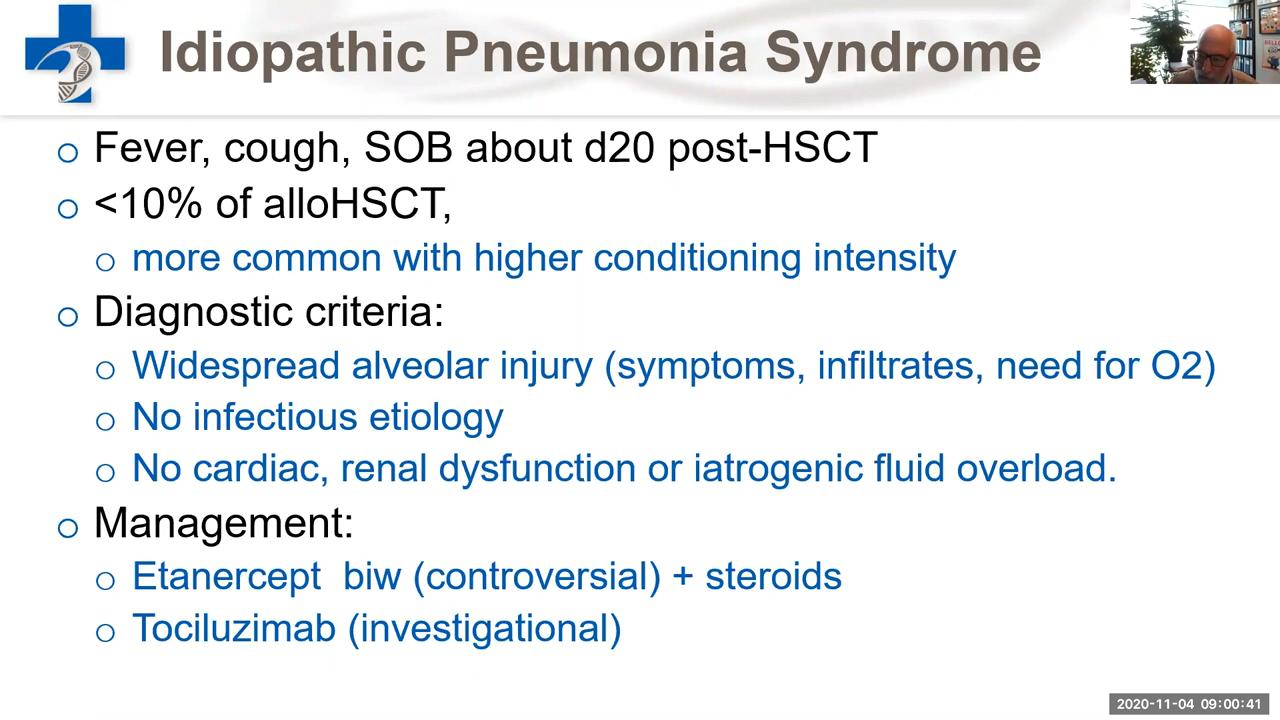 Idiopathic Pneumonia Syndrome
Fever, cough, SOB about d20 post-HSCT
<10% of alloHSCT,
more common with higher conditioning intensity
Diagnostic criteria:
Widespread alveolar injury (symptoms, infiltrates, need for O2)
No infectious etiology
No cardiac, renal dysfunction or iatrogenic fluid overload.
Management:
Etanercept biw (controversial) + steroids
Tociluzimab (investigational)
2020-11-04 09:00:41